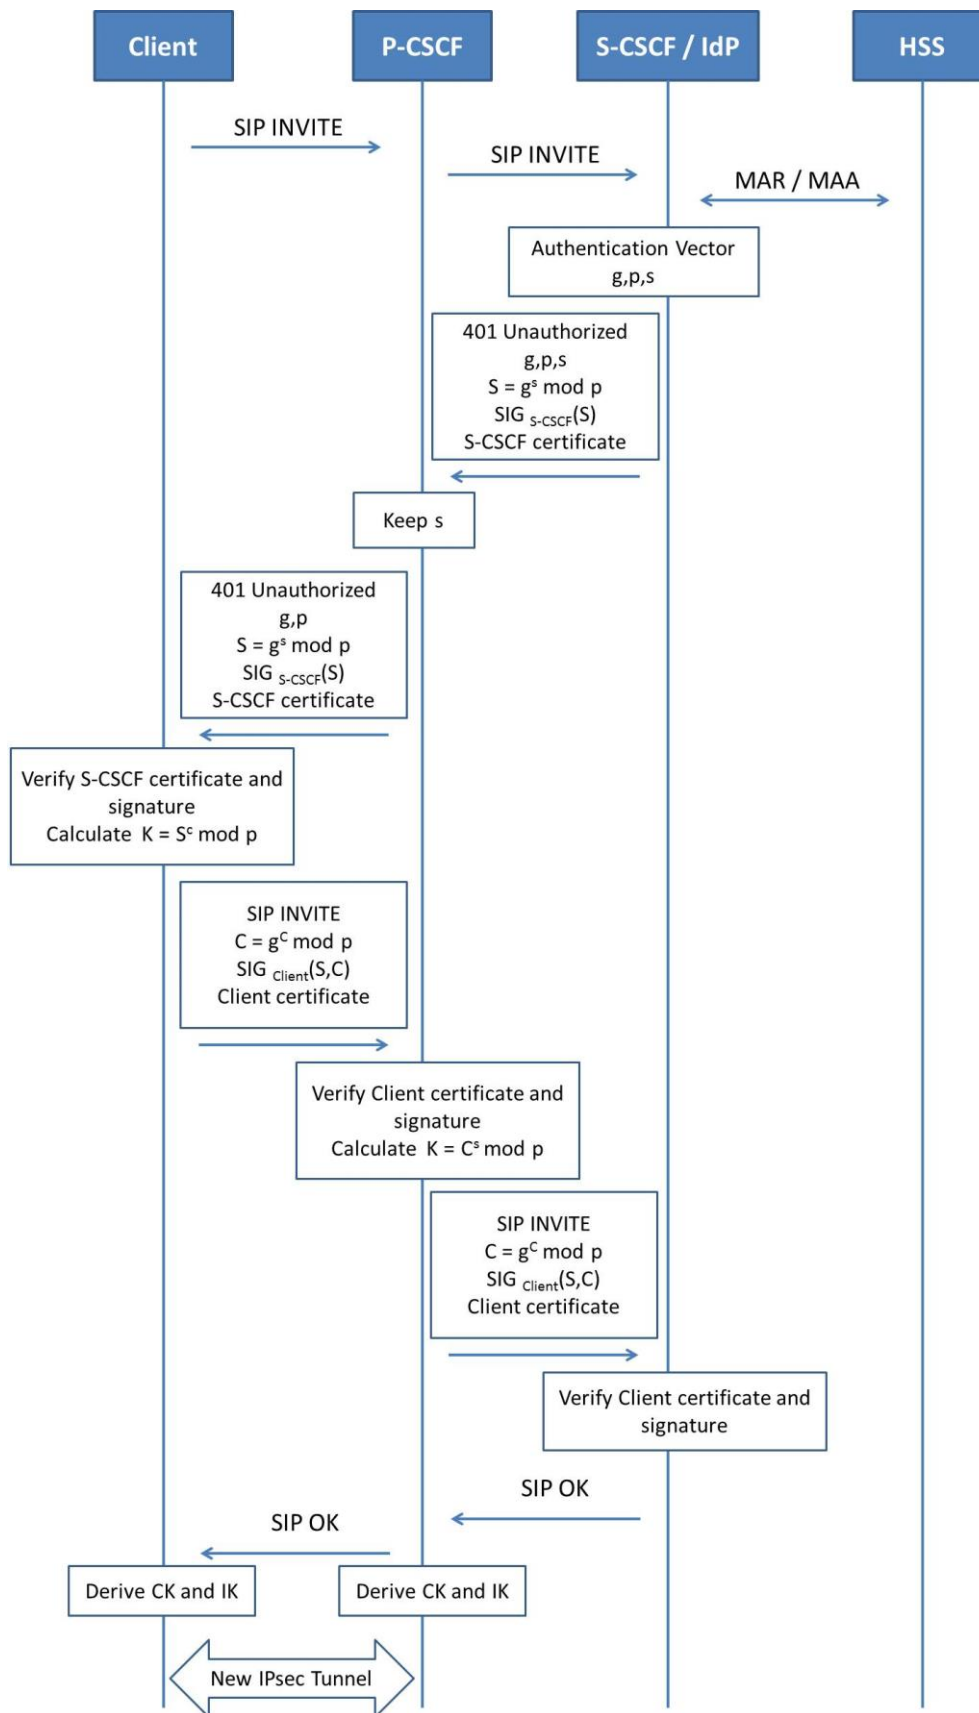 Client
P-CSCF
S-CSCF / IdP
HSS
SIP INVITE
SIP INVITE
MAR / MAA
Authentication Vector
g,p,s
401 Unauthorized
g,p,s
S = gˢ mod p
SIG S-CSCF(S)
S-CSCF certificate
Keep s
401 Unauthorized
g,p
S = gˢ mod p
SIG S-CSCF(S)
S-CSCF certificate
Verify S-CSCF certificate and
signature
Calculate K = Sᶜ mod p
SIP INVITE
C = g^C mod p
SIG Client(S,C)
Client certificate
Verify Client certificate and
signature
Calculate K = Cˢ mod p
SIP INVITE
C = g^C mod p
SIG Client(S,C)
Client certificate
Verify Client certificate and
signature
SIP OK
SIP OK
Derive CK and IK
Derive CK and IK
New IPsec Tunnel